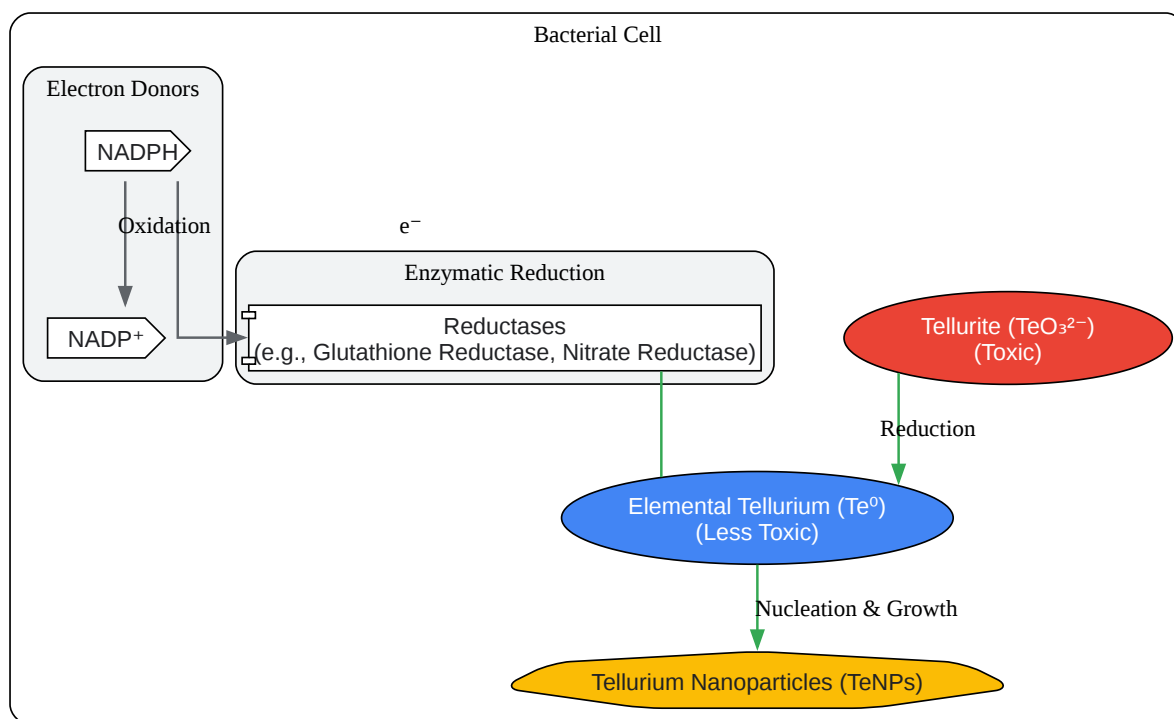 Bacterial Cell
Electron Donors
NADPH
Oxidation
NADP⁺
e⁻
Enzymatic Reduction
Reductases
(e.g., Glutathione Reductase, Nitrate Reductase)
Tellurite (TeO₃²⁻)
(Toxic)
Reduction
Elemental Tellurium (Te⁰)
(Less Toxic)
Nucleation & Growth
Tellurium Nanoparticles (TeNPs)